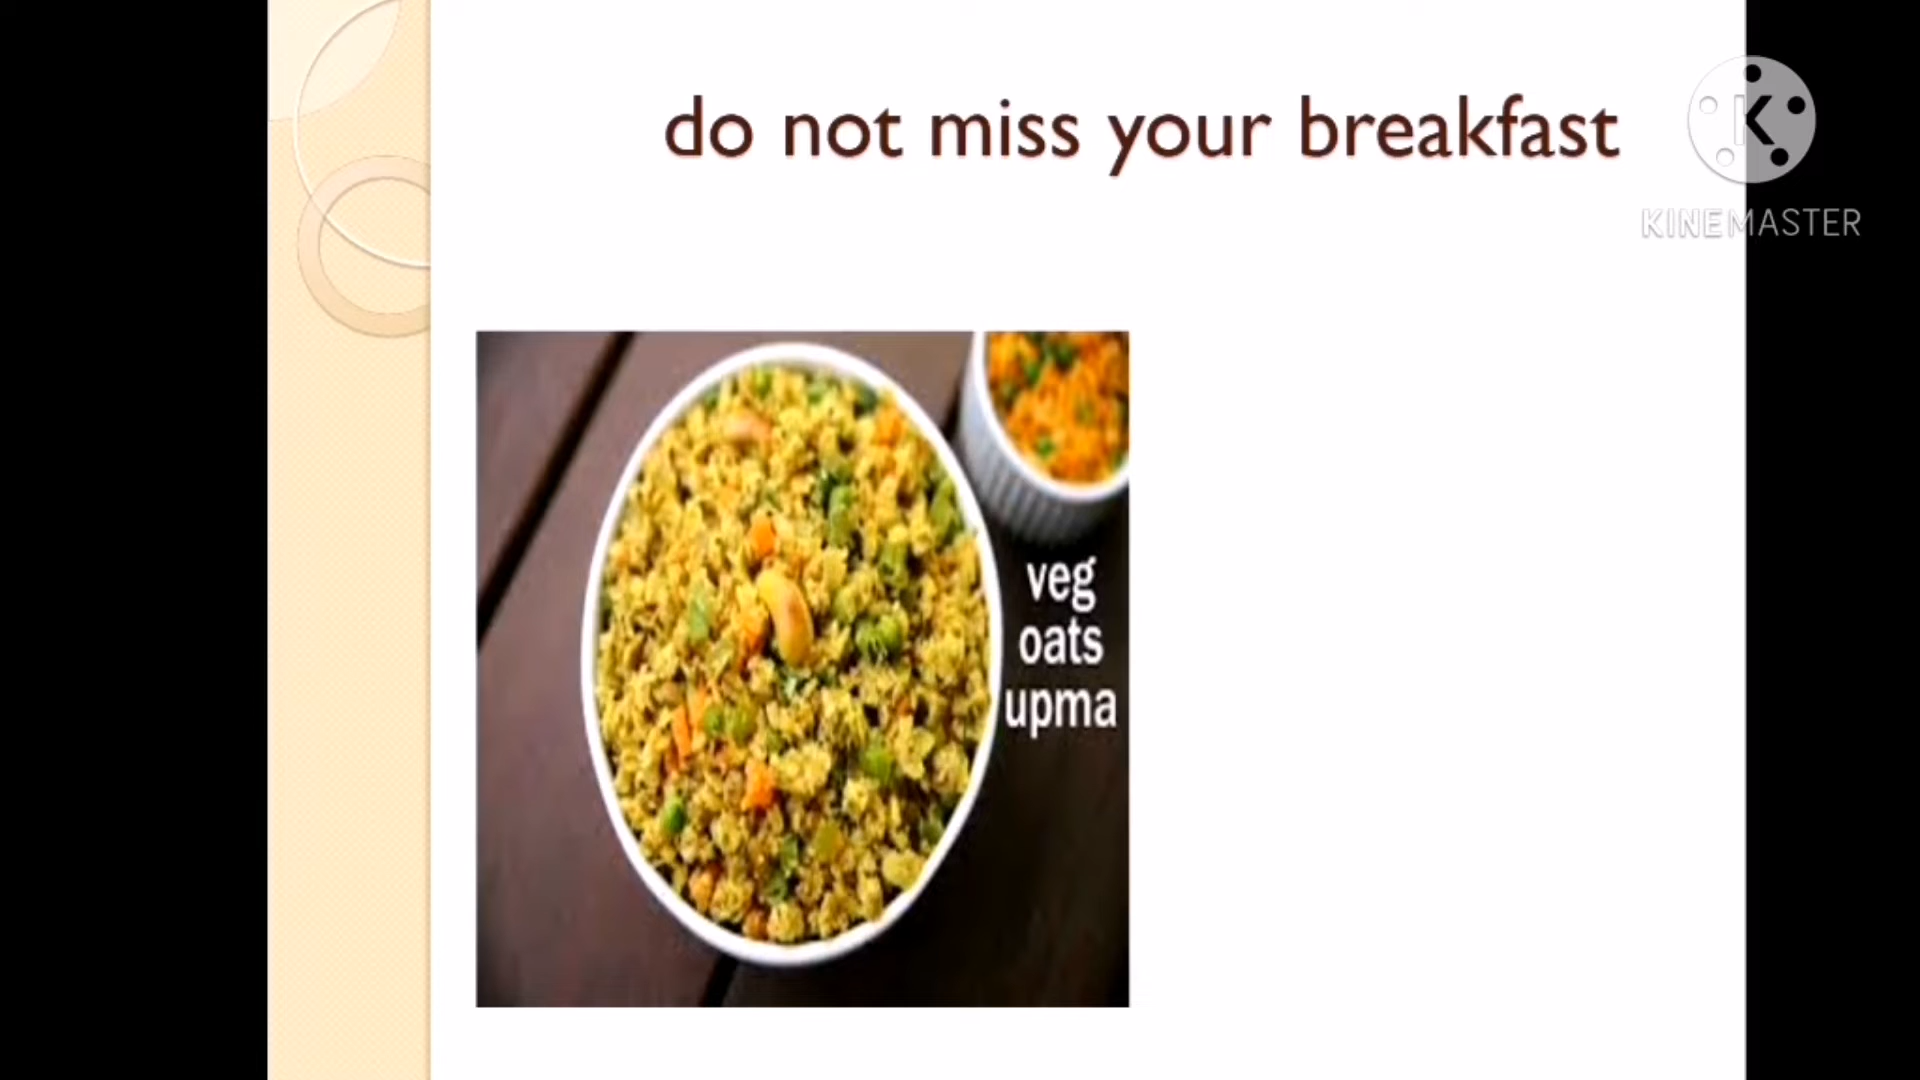 do not miss your breakfast
K
KINEMASTER
veg
oats
upma